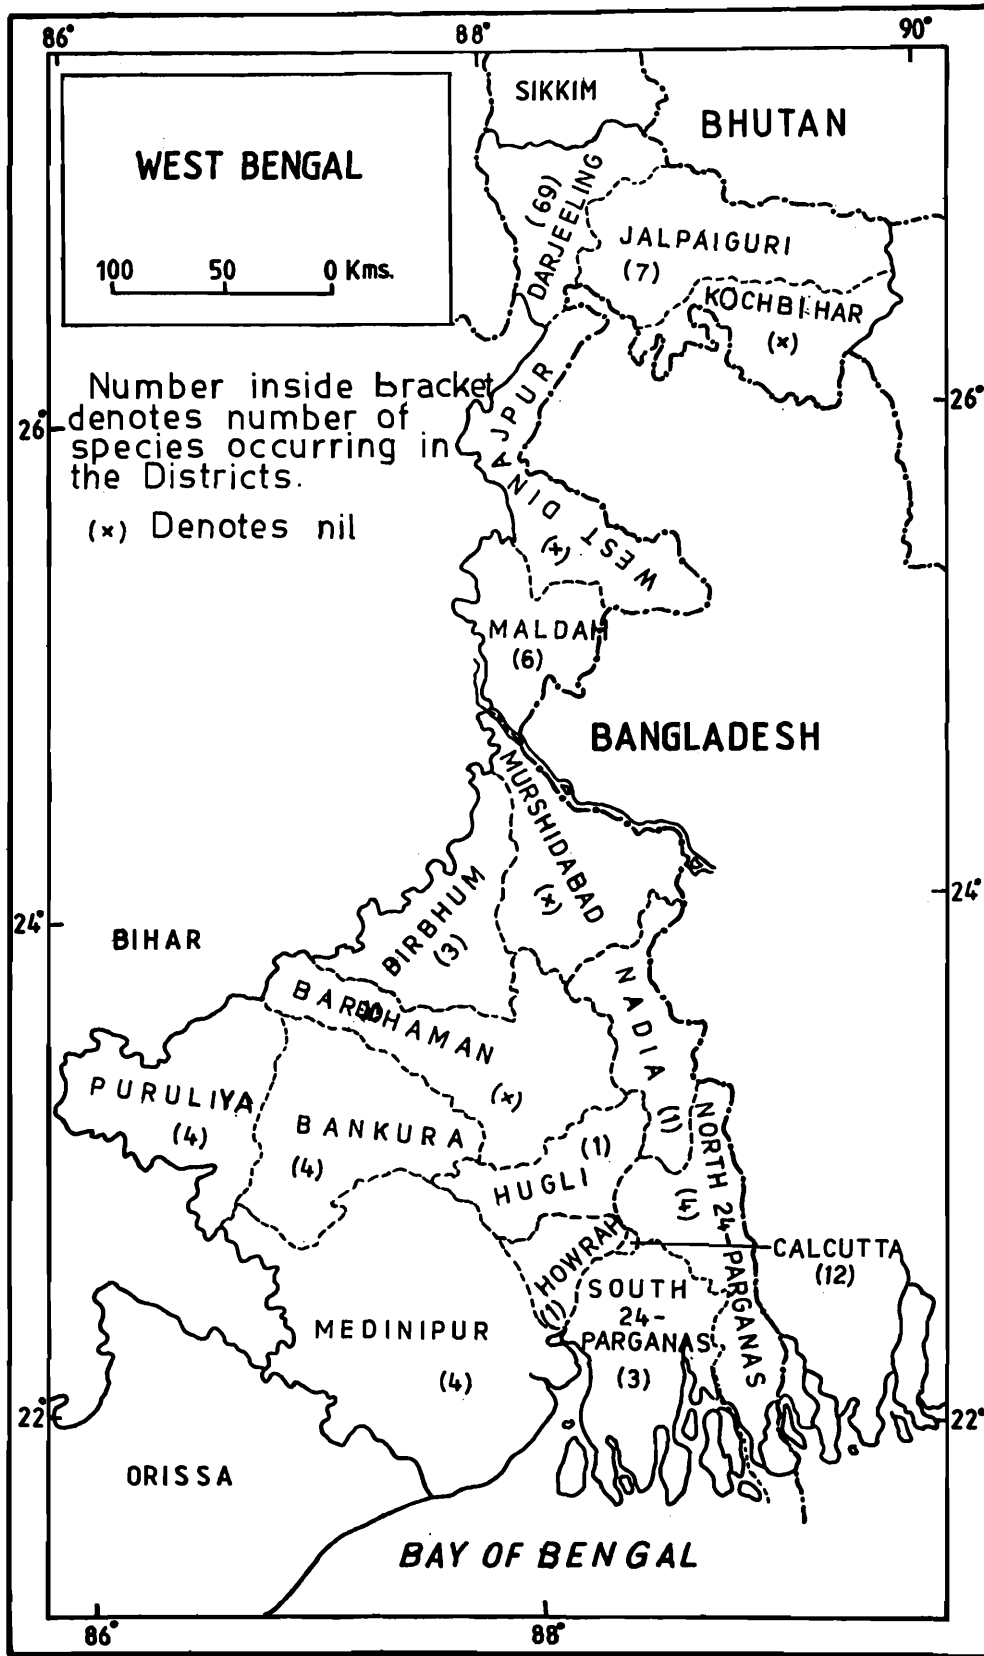 86°
88°
90°
SIKKIM
BHUTAN
WEST BENGAL
100 50 0 Kms.
(69)
DARJEELING
JALPAIGURI
(7)
KOCHBIHAR
(x)
Number inside bracket
denotes number of
species occurring in
the Districts.
(x) Denotes nil
26°
26°
WEST DINAJPUR
(x)
MALDAH
(6)
BANGLADESH
MURSHIDABAD
(x)
24°
24°
BIHAR
BIRBHUM
(3)
NADIA
(1)
BARDDHAMAN
(x)
PURULIYA
(4)
BANKURA
(4)
(1)
HUGLI
NORTH 24-PARGANAS
(4)
HOWRAH
(1)
CALCUTTA
(12)
SOUTH
24-
PARGANAS
(3)
MEDINIPUR
(4)
22°
22°
ORISSA
BAY OF BENGAL
86°
88°